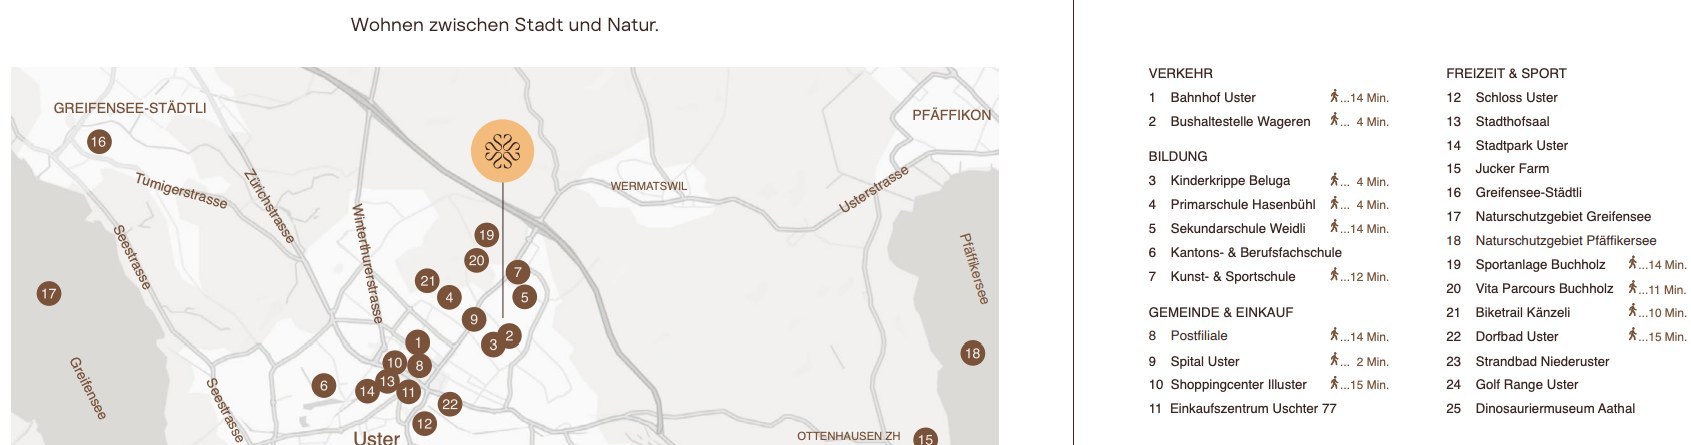 Wohnen zwischen Stadt und Natur.
GREIFENSEE-STÄDTLI
PFÄFFIKON
16
Tumigerstrasse
Zürichstrasse
WERMATSWIL
Usterstrasse
Winterthurerstrasse
Seestrasse
19
20
7
21
4
5
17
9
Pfäffikersee
2
3
1
18
10
8
13
6
14
11
Greifensee
Seestrasse
22
12
Uster
OTTENHAUSEN ZH
15
VERKEHR
1 Bahnhof Uster ...14 Min.
2 Bushaltestelle Wageren ... 4 Min.
BILDUNG
3 Kinderkrippe Beluga ... 4 Min.
4 Primarschule Hasenbühl ... 4 Min.
5 Sekundarschule Weidli ...14 Min.
6 Kantons- & Berufsfachschule
7 Kunst- & Sportschule ...12 Min.
GEMEINDE & EINKAUF
8 Postfiliale ...14 Min.
9 Spital Uster ... 2 Min.
10 Shoppingcenter Illuster ...15 Min.
11 Einkaufszentrum Uschter 77
FREIZEIT & SPORT
12 Schloss Uster
13 Stadthofsaal
14 Stadtpark Uster
15 Jucker Farm
16 Greifensee-Städtli
17 Naturschutzgebiet Greifensee
18 Naturschutzgebiet Pfäffikersee
19 Sportanlage Buchholz ...14 Min.
20 Vita Parcours Buchholz ...11 Min.
21 Biketrail Känzeli ...10 Min.
22 Dorfbad Uster ...15 Min.
23 Strandbad Niederuster
24 Golf Range Uster
25 Dinosauriermuseum Aathal